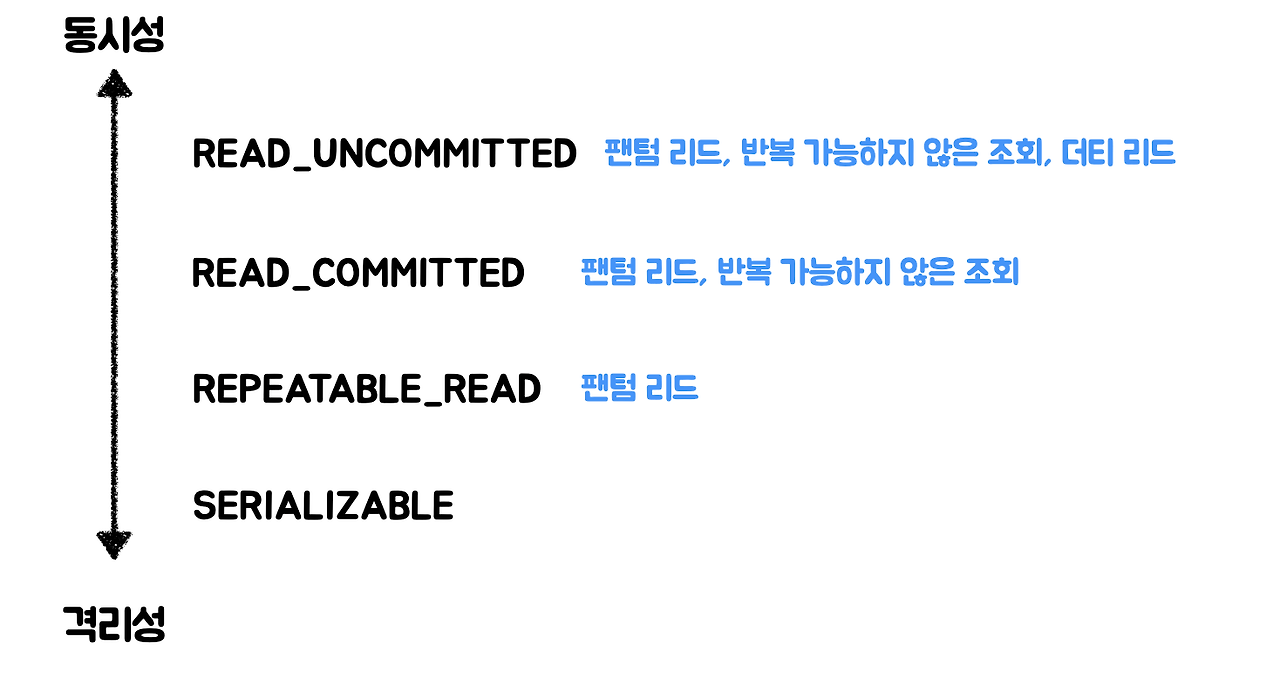 동시성
READ_UNCOMMITTED 팬텀 리드, 반복 가능하지 않은 조회, 더티 리드
READ_COMMITTED 팬텀 리드, 반복 가능하지 않은 조회
REPEATABLE_READ 팬텀 리드
SERIALIZABLE
격리성